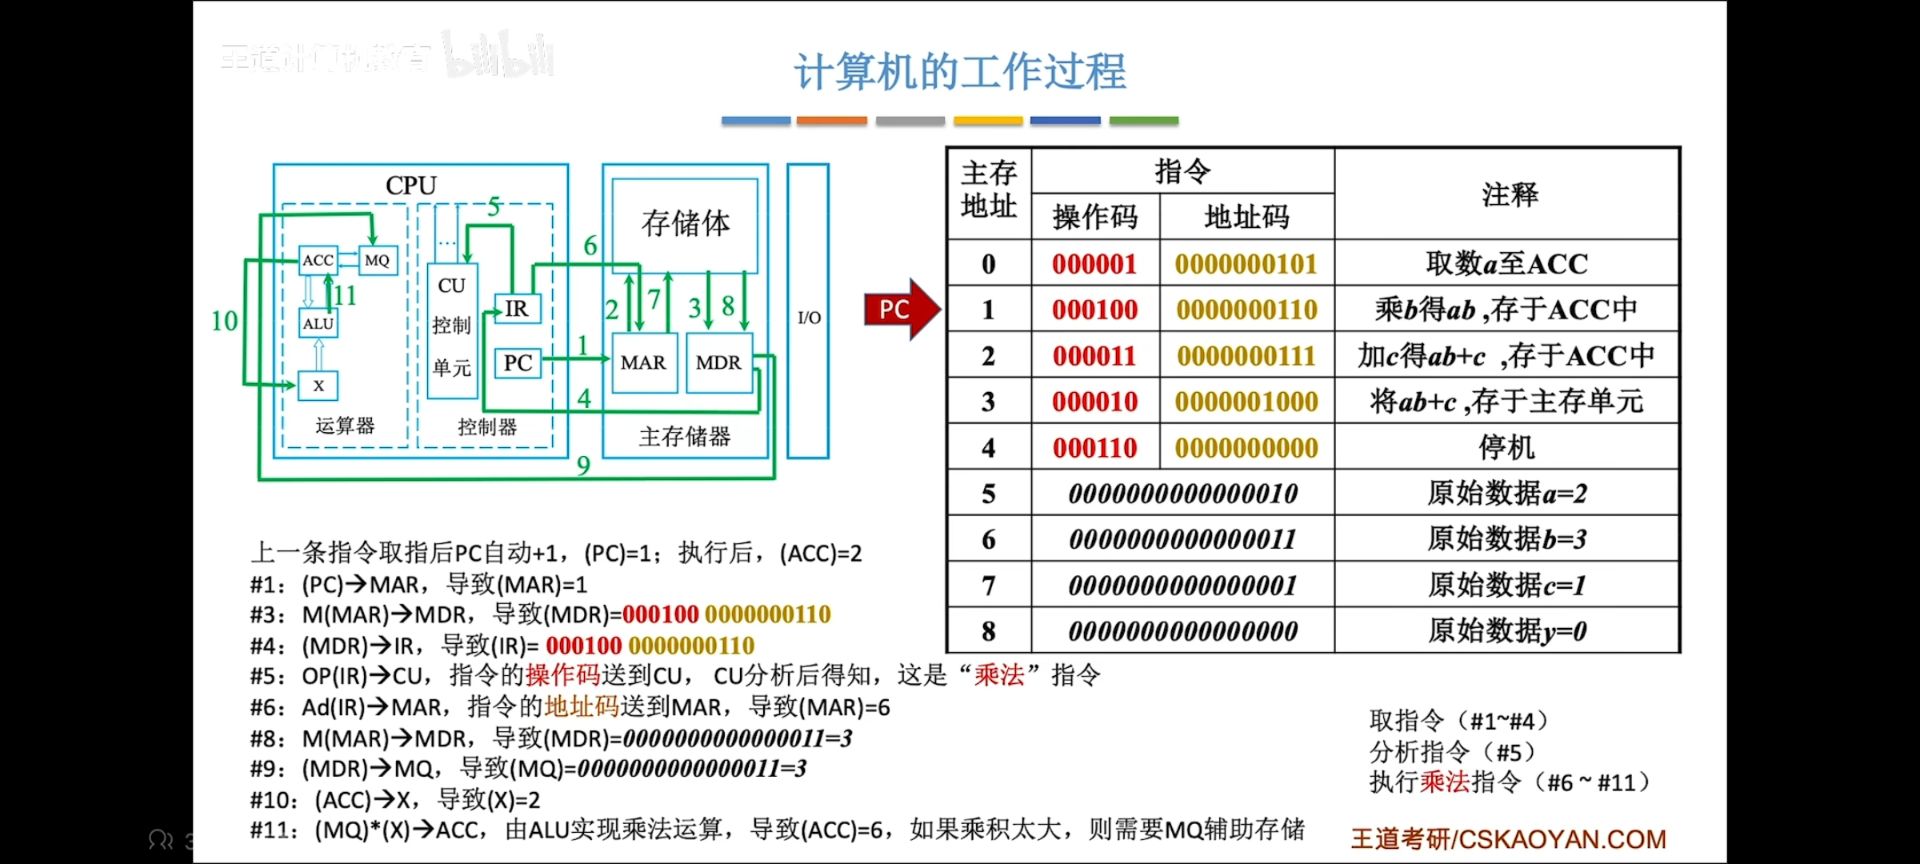 王道计算机教育 bilibili
计算机的工作过程
CPU
ACC
MQ
ALU
X
运算器
CU
控制
单元
...
IR
PC
控制器
存储体
MAR
MDR
主存储器
I/O
1
2
3
4
5
6
7
8
9
10
11
PC
主存地址 指令 注释
操作码 地址码
0 000001 0000000101 取数a至ACC
1 000100 0000000110 乘b得ab ,存于ACC中
2 000011 0000000111 加c得ab+c ,存于ACC中
3 000010 0000001000 将ab+c ,存于主存单元
4 000110 0000000000 停机
5 0000000000000010 原始数据a=2
6 0000000000000011 原始数据b=3
7 0000000000000001 原始数据c=1
8 0000000000000000 原始数据y=0
上一条指令取指后PC自动+1，(PC)=1；执行后，(ACC)=2
#1：(PC)→MAR，导致(MAR)=1
#3：M(MAR)→MDR，导致(MDR)=000100 0000000110
#4：(MDR)→IR，导致(IR)= 000100 0000000110
#5：OP(IR)→CU，指令的操作码送到CU， CU分析后得知，这是“乘法”指令
#6：Ad(IR)→MAR，指令的地址码送到MAR，导致(MAR)=6
#8：M(MAR)→MDR，导致(MDR)=0000000000000011=3
#9：(MDR)→MQ，导致(MQ)=0000000000000011=3
#10：(ACC)→X，导致(X)=2
#11：(MQ)*(X)→ACC，由ALU实现乘法运算，导致(ACC)=6，如果乘积太大，则需要MQ辅助存储
取指令（#1~#4）
分析指令（#5）
执行乘法指令（#6 ~ #11）
王道考研/CSKAOYAN.COM